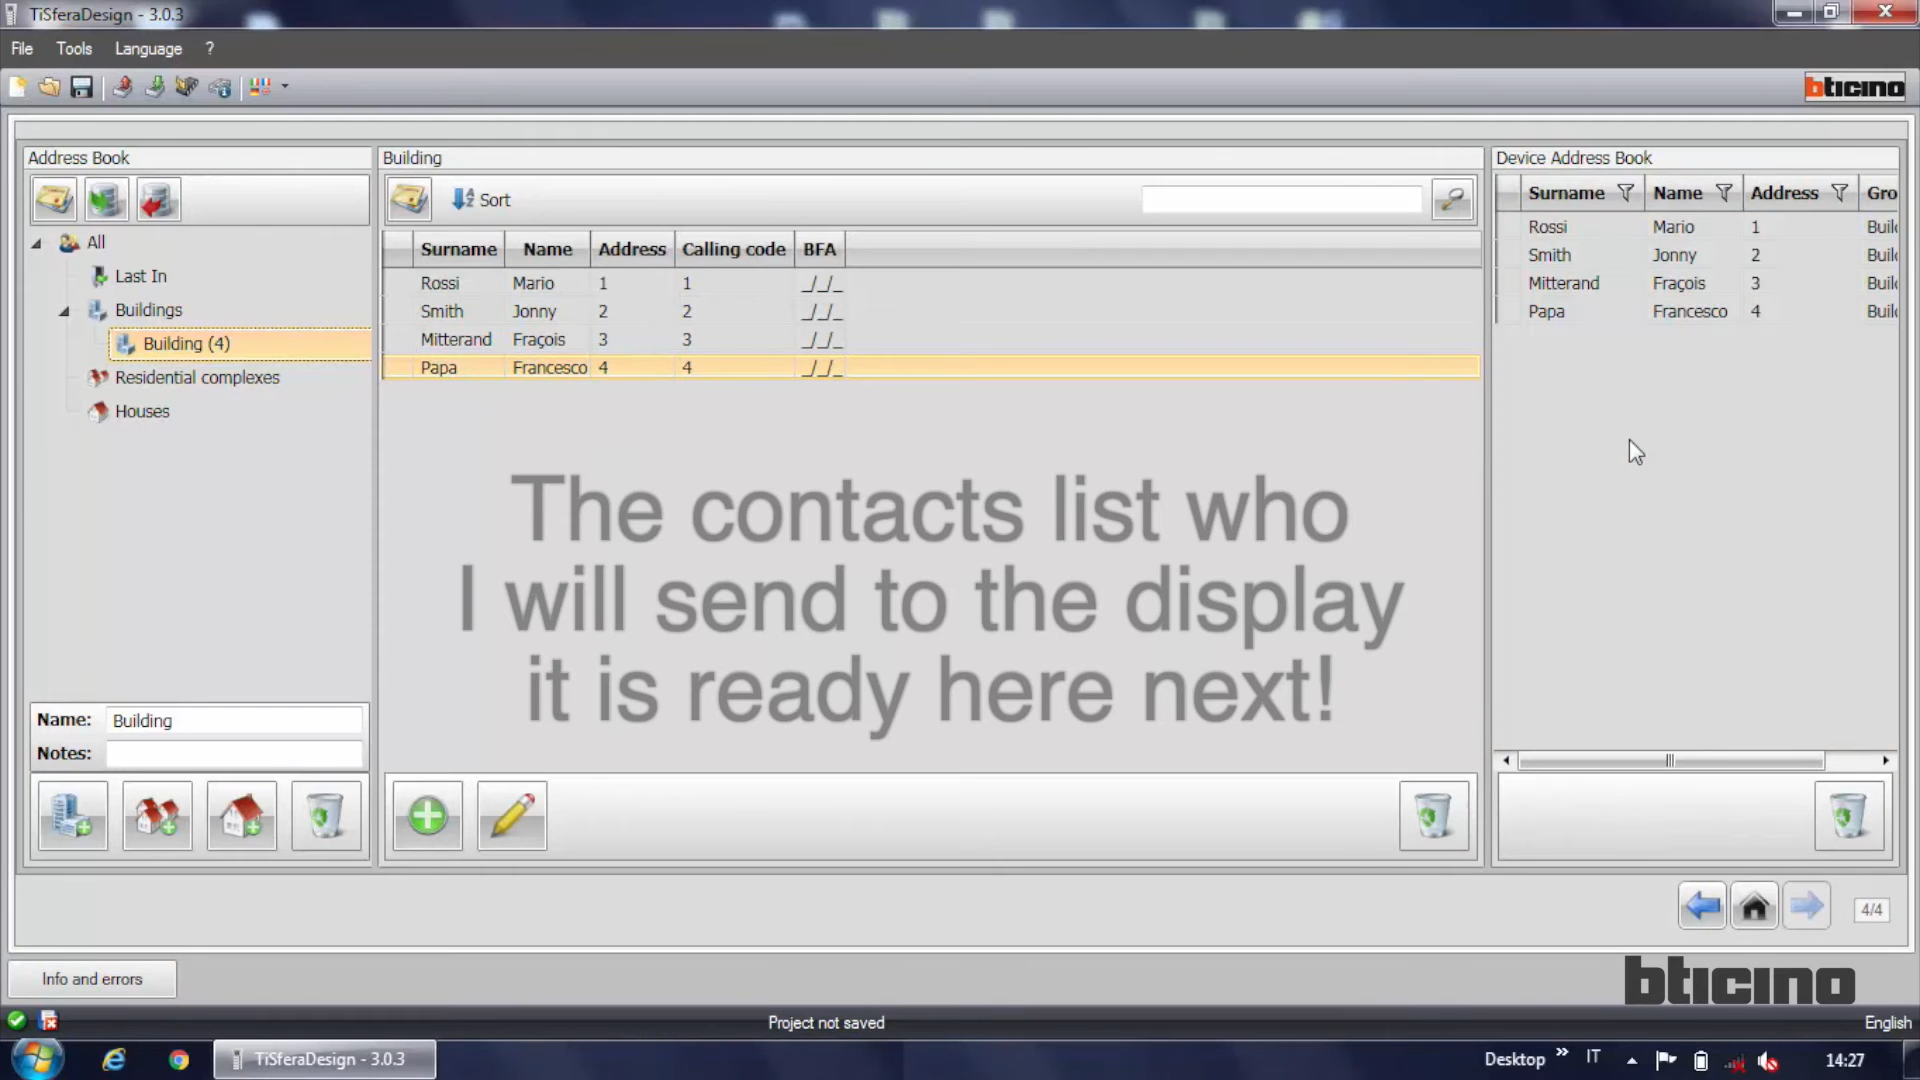 TiSferaDesign - 3.0.3
File Tools Language ?
bticino
Address Book
All
Last In
Buildings
Building (4)
Residential complexes
Houses
Name: Building
Notes:
Building
Sort
Surname Name Address Calling code BFA
Rossi Mario 1 1 _/_/_
Smith Jonny 2 2 _/_/_
Mitterand Fraçois 3 3 _/_/_
Papa Francesco 4 4 _/_/_
The contacts list who
I will send to the display
it is ready here next!
Device Address Book
Surname Name Address Gro
Rossi Mario 1 Buil
Smith Jonny 2 Buil
Mitterand Fraçois 3 Buil
Papa Francesco 4 Buil
4/4
Info and errors
bticino
Project not saved
English
TiSferaDesign - 3.0.3
Desktop » IT 14:27